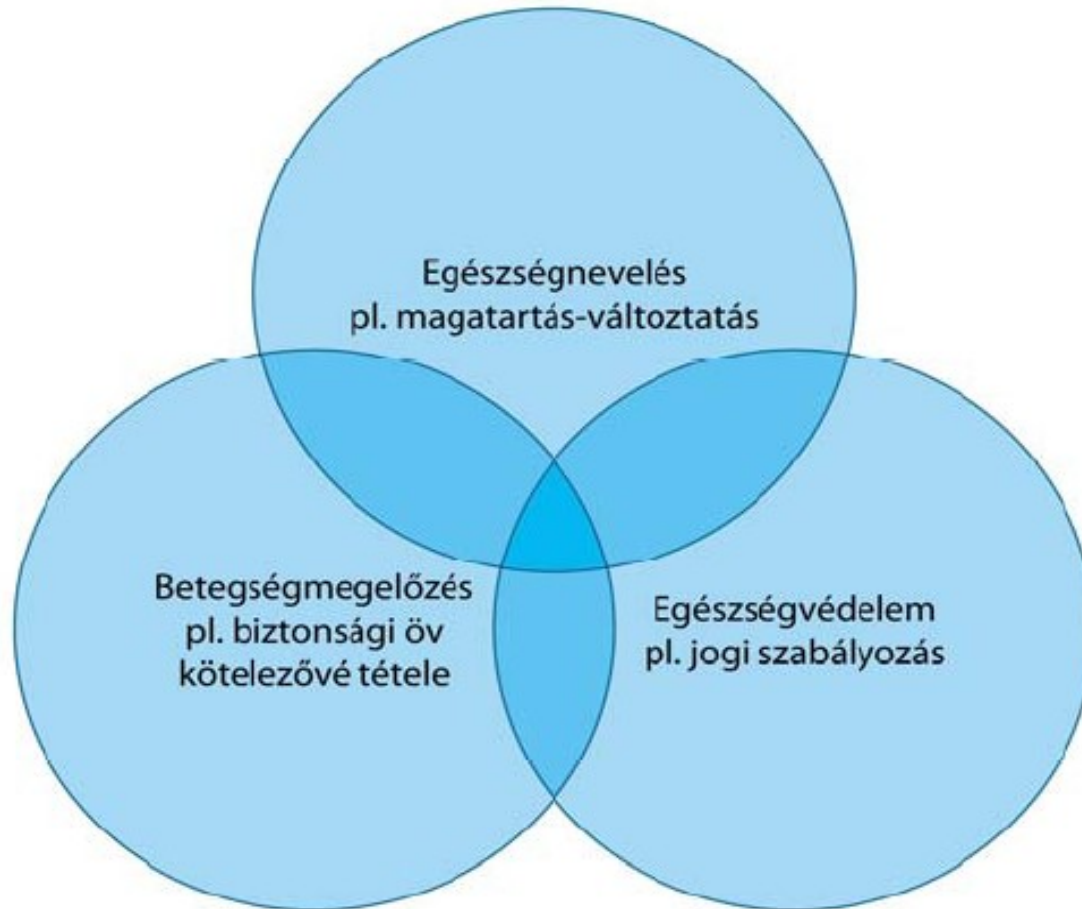 Egészségnevelés
pl. magatartás-változtatás
Betegségmegelőzés
pl. biztonsági öv
kötelezővé tétele
Egészségvédelem
pl. jogi szabályozás